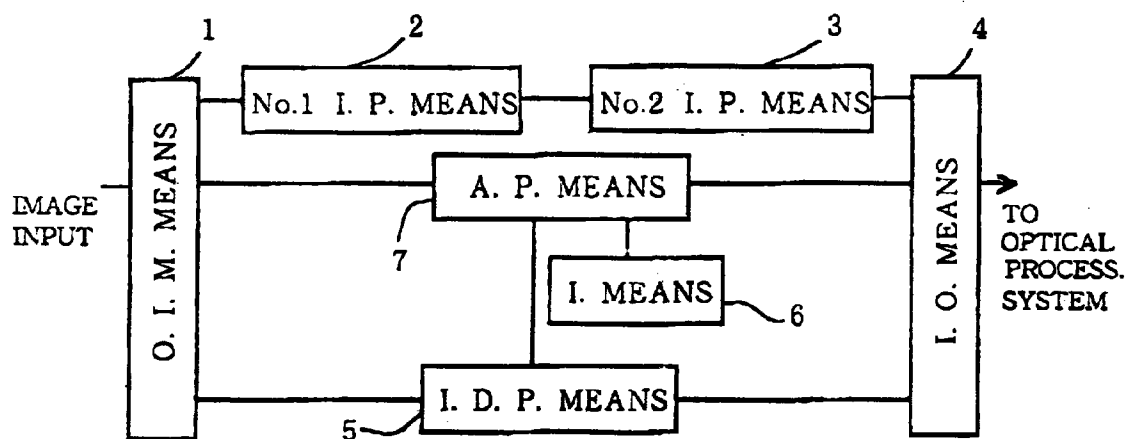 1
2
3
4
No.1 I. P. MEANS
No.2 I. P. MEANS
O. I. M. MEANS
IMAGE
INPUT
A. P. MEANS
7
I. MEANS
6
I. D. P. MEANS
5
I. O. MEANS
TO
OPTICAL
PROCESS.
SYSTEM